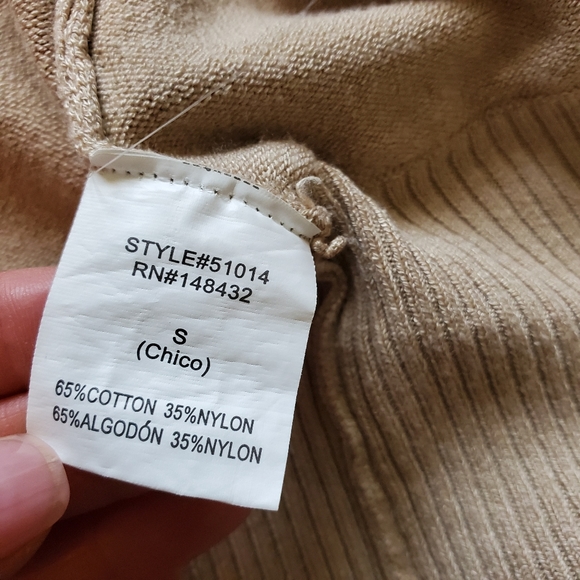 STYLE#51014
RN#148432
S
(Chico)
65%COTTON 35%NYLON
65%ALGODÓN 35%NYLON